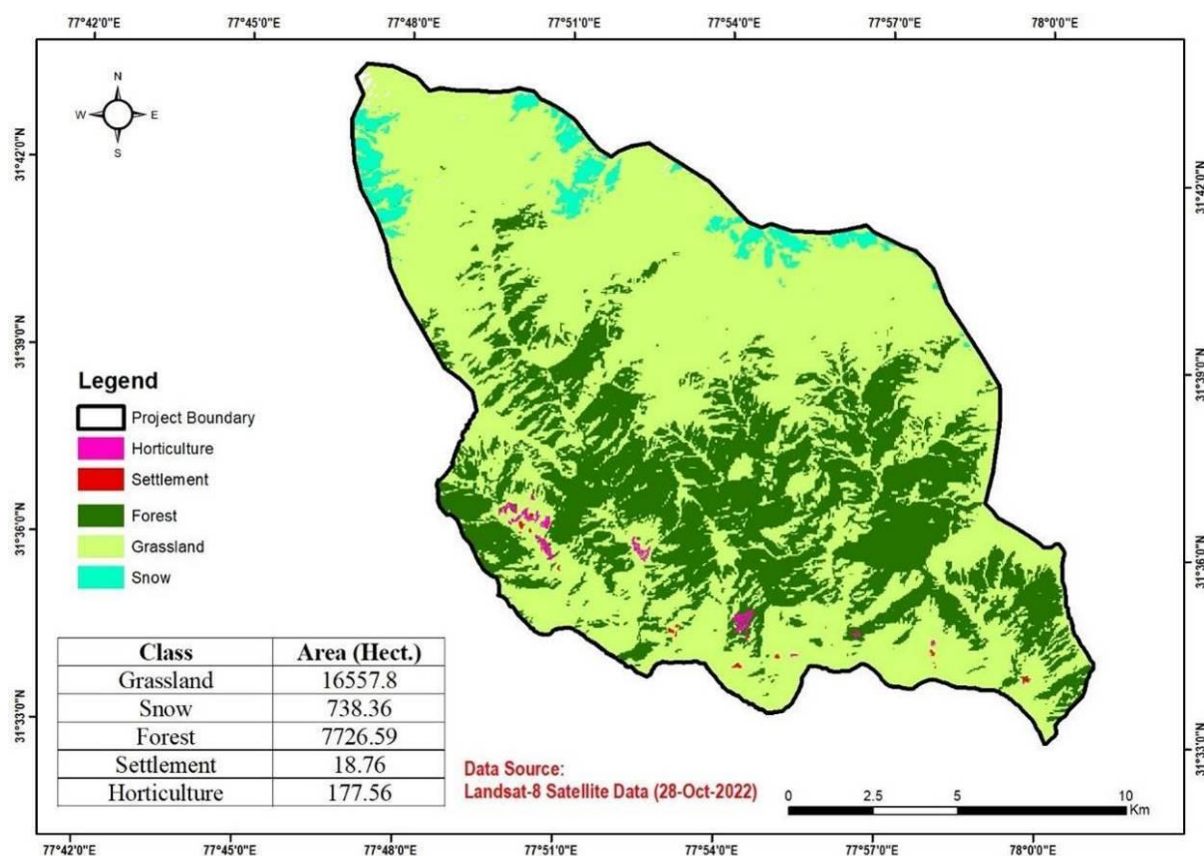 77°42'0"E 77°45'0"E 77°48'0"E 77°51'0"E 77°54'0"E 77°57'0"E 78°0'0"E
N
W E
S
31°42'0"N
31°39'0"N
31°36'0"N
31°33'0"N
31°42'0"N
31°39'0"N
31°36'0"N
31°33'0"N
Legend
Project Boundary
Horticulture
Settlement
Forest
Grassland
Snow
Class Area (Hect.)
Grassland 16557.8
Snow 738.36
Forest 7726.59
Settlement 18.76
Horticulture 177.56
Data Source:
Landsat-8 Satellite Data (28-Oct-2022)
0 2.5 5 10
Km
77°42'0"E 77°45'0"E 77°48'0"E 77°51'0"E 77°54'0"E 77°57'0"E 78°0'0"E